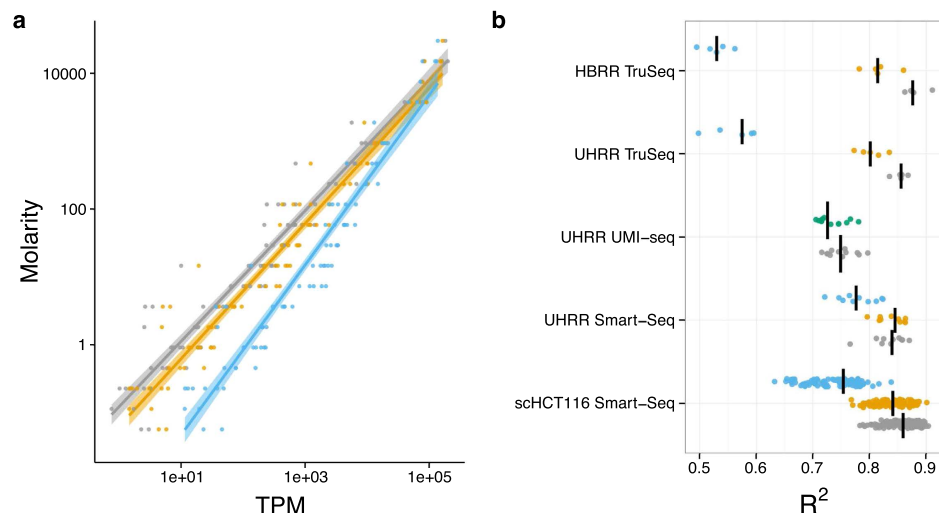 a
10000
100
1
Molarity
1e+01
1e+03
1e+05
TPM
b
HBRR TruSeq
UHRR TruSeq
UHRR UMI−seq
UHRR Smart−Seq
scHCT116 Smart−Seq
0.5
0.6
0.7
0.8
0.9
R²